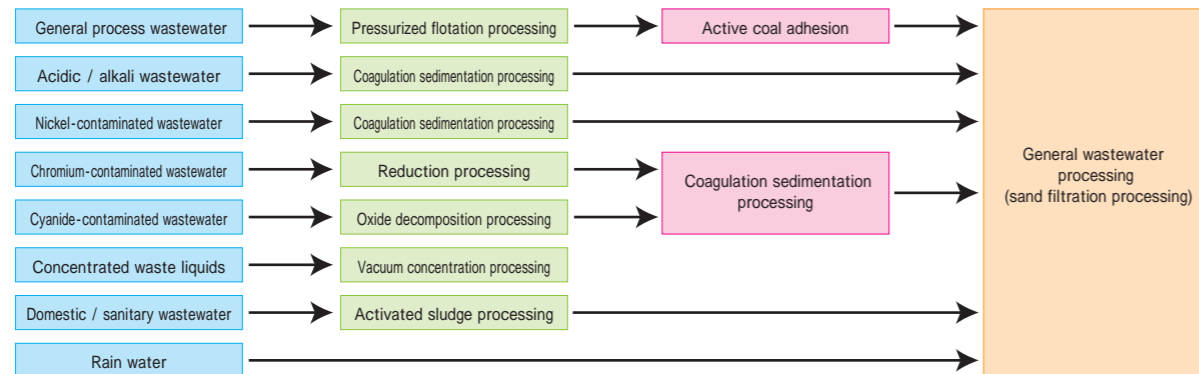 General process wastewater
Pressurized flotation processing
Active coal adhesion
Acidic / alkali wastewater
Coagulation sedimentation processing
Nickel-contaminated wastewater
Coagulation sedimentation processing
Chromium-contaminated wastewater
Reduction processing
Coagulation sedimentation
processing
Cyanide-contaminated wastewater
Oxide decomposition processing
Concentrated waste liquids
Vacuum concentration processing
Domestic / sanitary wastewater
Activated sludge processing
Rain water
General wastewater
processing
(sand filtration processing)